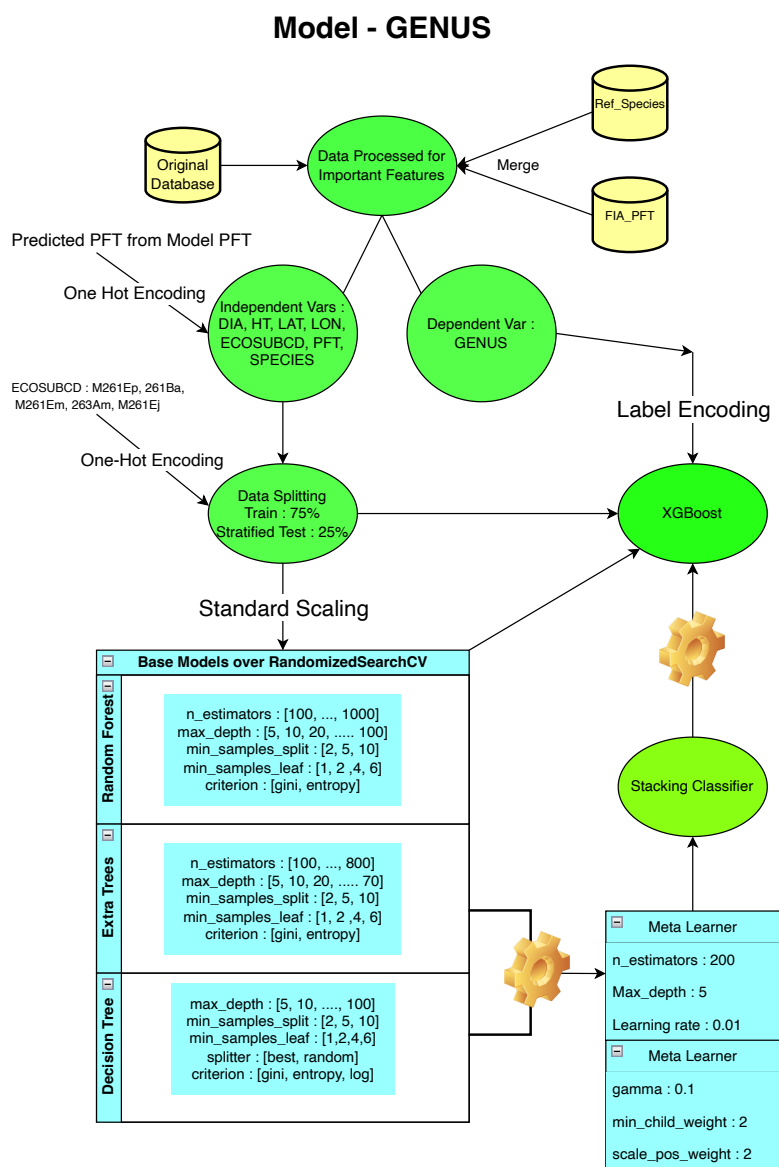 Model - GENUS
Ref_Species
Original
Database
Data Processed for
Important Features
Merge
FIA_PFT
Predicted PFT from Model PFT
One Hot Encoding
Independent Vars :
DIA, HT, LAT, LON,
ECOSUBCD, PFT,
SPECIES
Dependent Var :
GENUS
ECOSUBCD : M261Ep, 261Ba,
M261Em, 263Am, M261Ej
Label Encoding
One-Hot Encoding
Data Splitting
Train : 75%
Stratified Test : 25%
XGBoost
Standard Scaling
Base Models over RandomizedSearchCV
Random Forest
n_estimators : [100, ..., 1000]
max_depth : [5, 10, 20, ..... 100]
min_samples_split : [2, 5, 10]
min_samples_leaf : [1, 2 ,4, 6]
criterion : [gini, entropy]
Stacking Classifier
Extra Trees
n_estimators : [100, ..., 800]
max_depth : [5, 10, 20, ..... 70]
min_samples_split : [2, 5, 10]
min_samples_leaf : [1, 2 ,4, 6]
criterion : [gini, entropy]
Decision Tree
max_depth : [5, 10, ...., 100]
min_samples_split : [2, 5, 10]
min_samples_leaf : [1,2,4,6]
splitter : [best, random]
criterion : [gini, entropy, log]
Meta Learner
n_estimators : 200
Max_depth : 5
Learning rate : 0.01
Meta Learner
gamma : 0.1
min_child_weight : 2
scale_pos_weight : 2